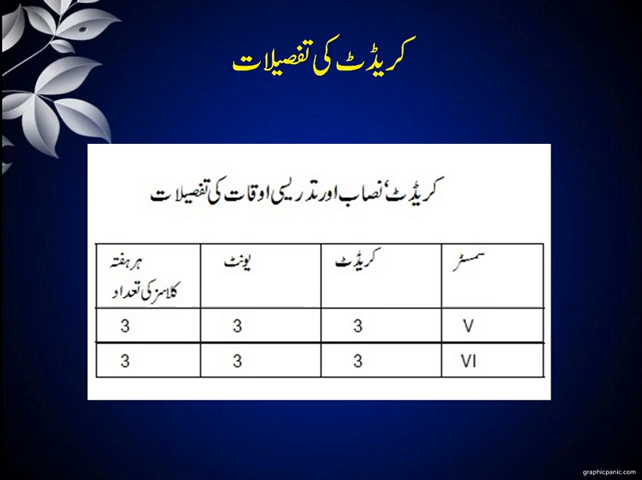 کریڈٹ کی تفصیلات
کریڈٹ، نصاب اور تدریسی اوقات کی تفصیلات
سمسٹر کریڈٹ یونٹ ہر ہفتہ
کلاسز کی تعداد
V 3 3 3
VI 3 3 3
graphicpanic.com